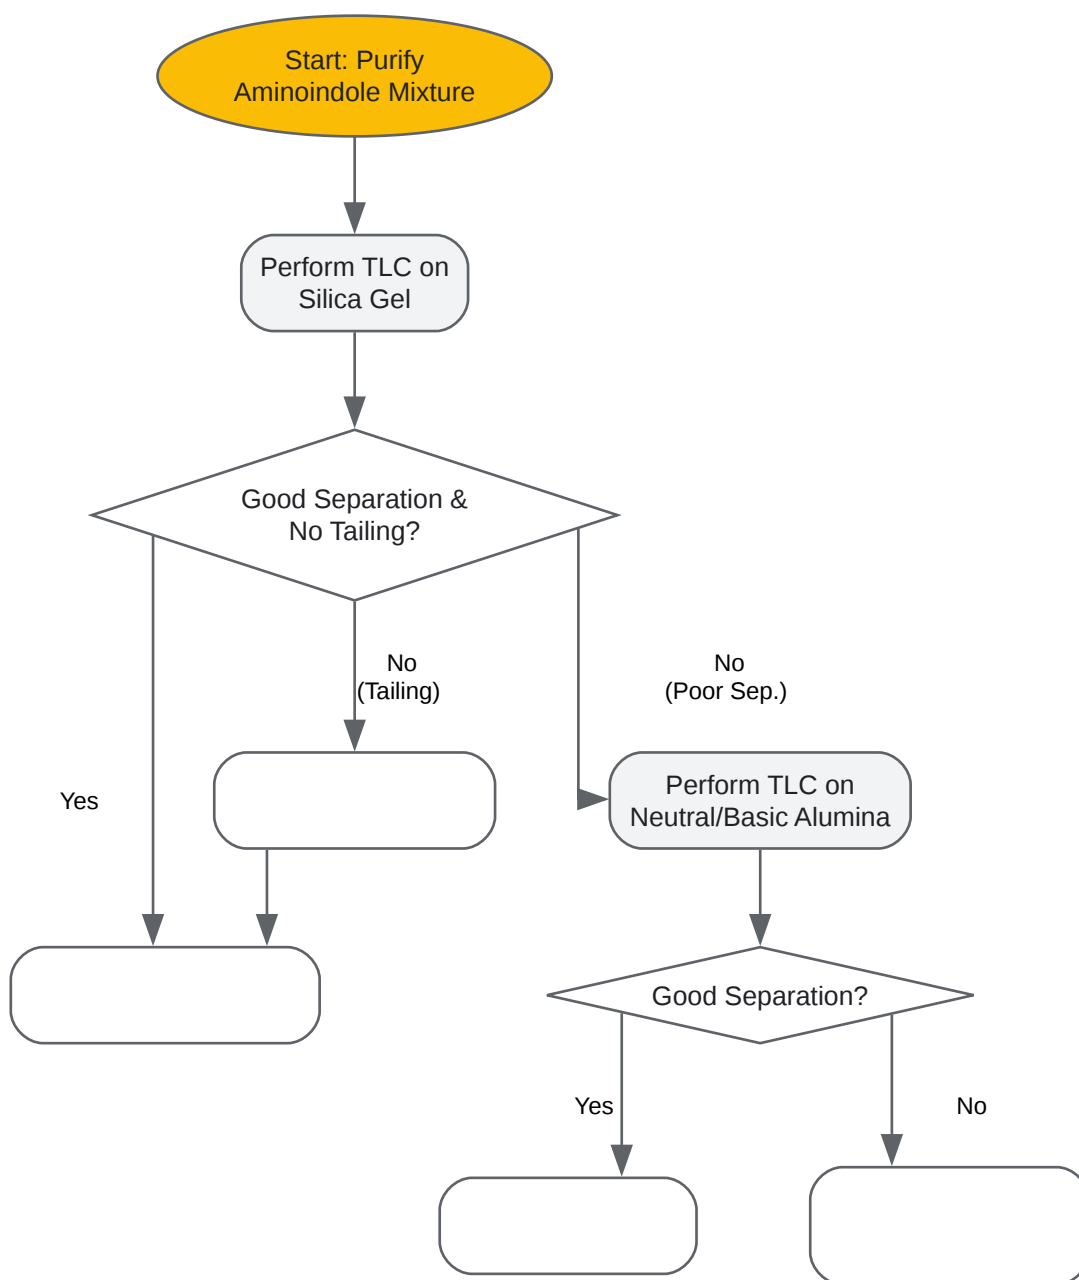 Start: Purify
Aminoindole Mixture
Perform TLC on
Silica Gel
Good Separation &
No Tailing?
No
(Tailing)
No
(Poor Sep.)
Yes
Perform TLC on
Neutral/Basic Alumina
Good Separation?
Yes
No